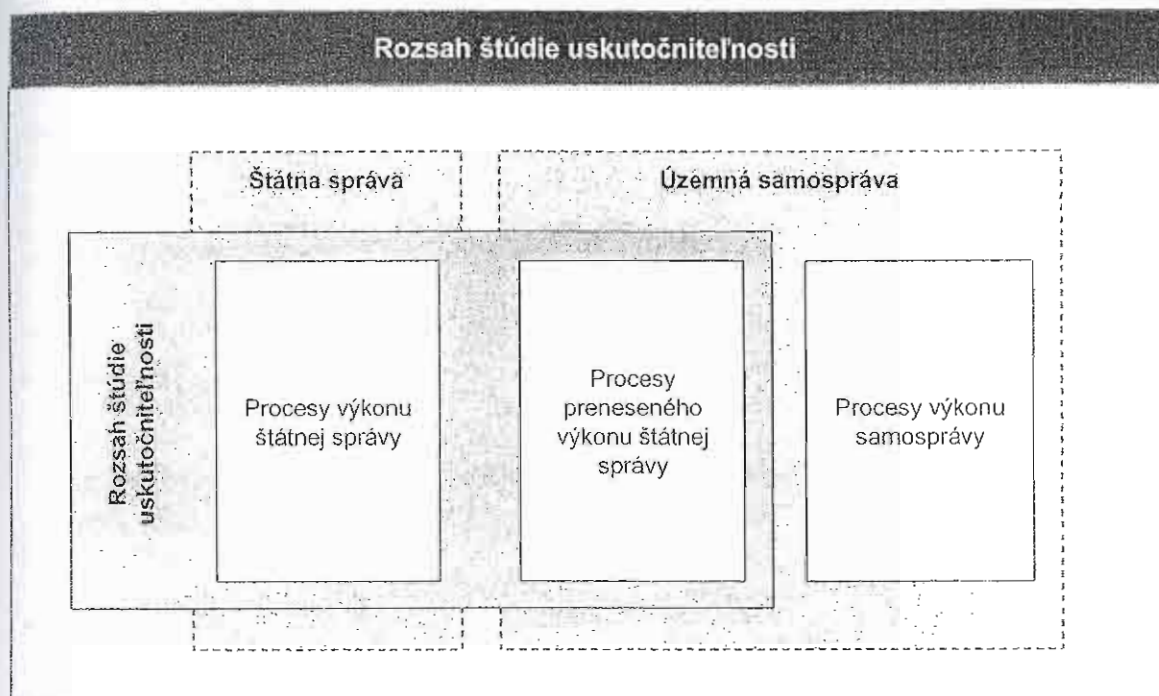 Rozsah štúdie uskutočniteľnosti
Štátna správa
Územná samospráva
Rozsah štúdie
uskutočniteľnosti
Procesy výkonu
štátnej správy
Procesy
preneseného
výkonu štátnej
správy
Procesy výkonu
samosprávy